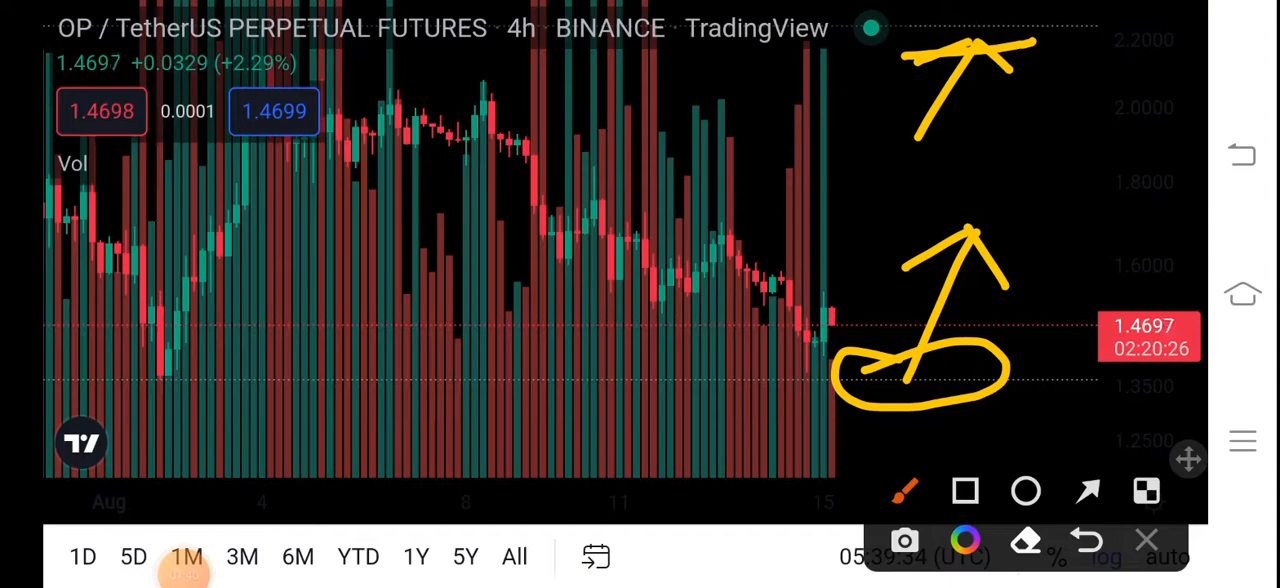 OP / TetherUS PERPETUAL FUTURES · 4h · BINANCE · TradingView
1.4697 +0.0329 (+2.29%)
1.4698 0.0001 1.4699
Vol
2.2000
2.0000
1.8000
1.6000
1.4697
02:20:26
1.3500
1.2500
Aug 4 8 11 15
1D 5D 1M 3M 6M YTD 1Y 5Y All 05:39:34 (UTC) % log auto
01:40